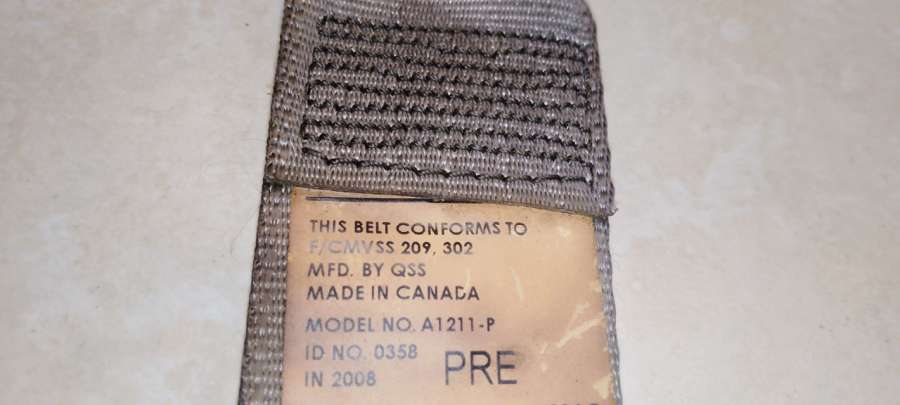 THIS BELT CONFORMS TO
F/CMVSS 209, 302
MFD. BY QSS
MADE IN CANADA
MODEL NO. A1211-P
ID NO. 0358
IN 2008 PRE